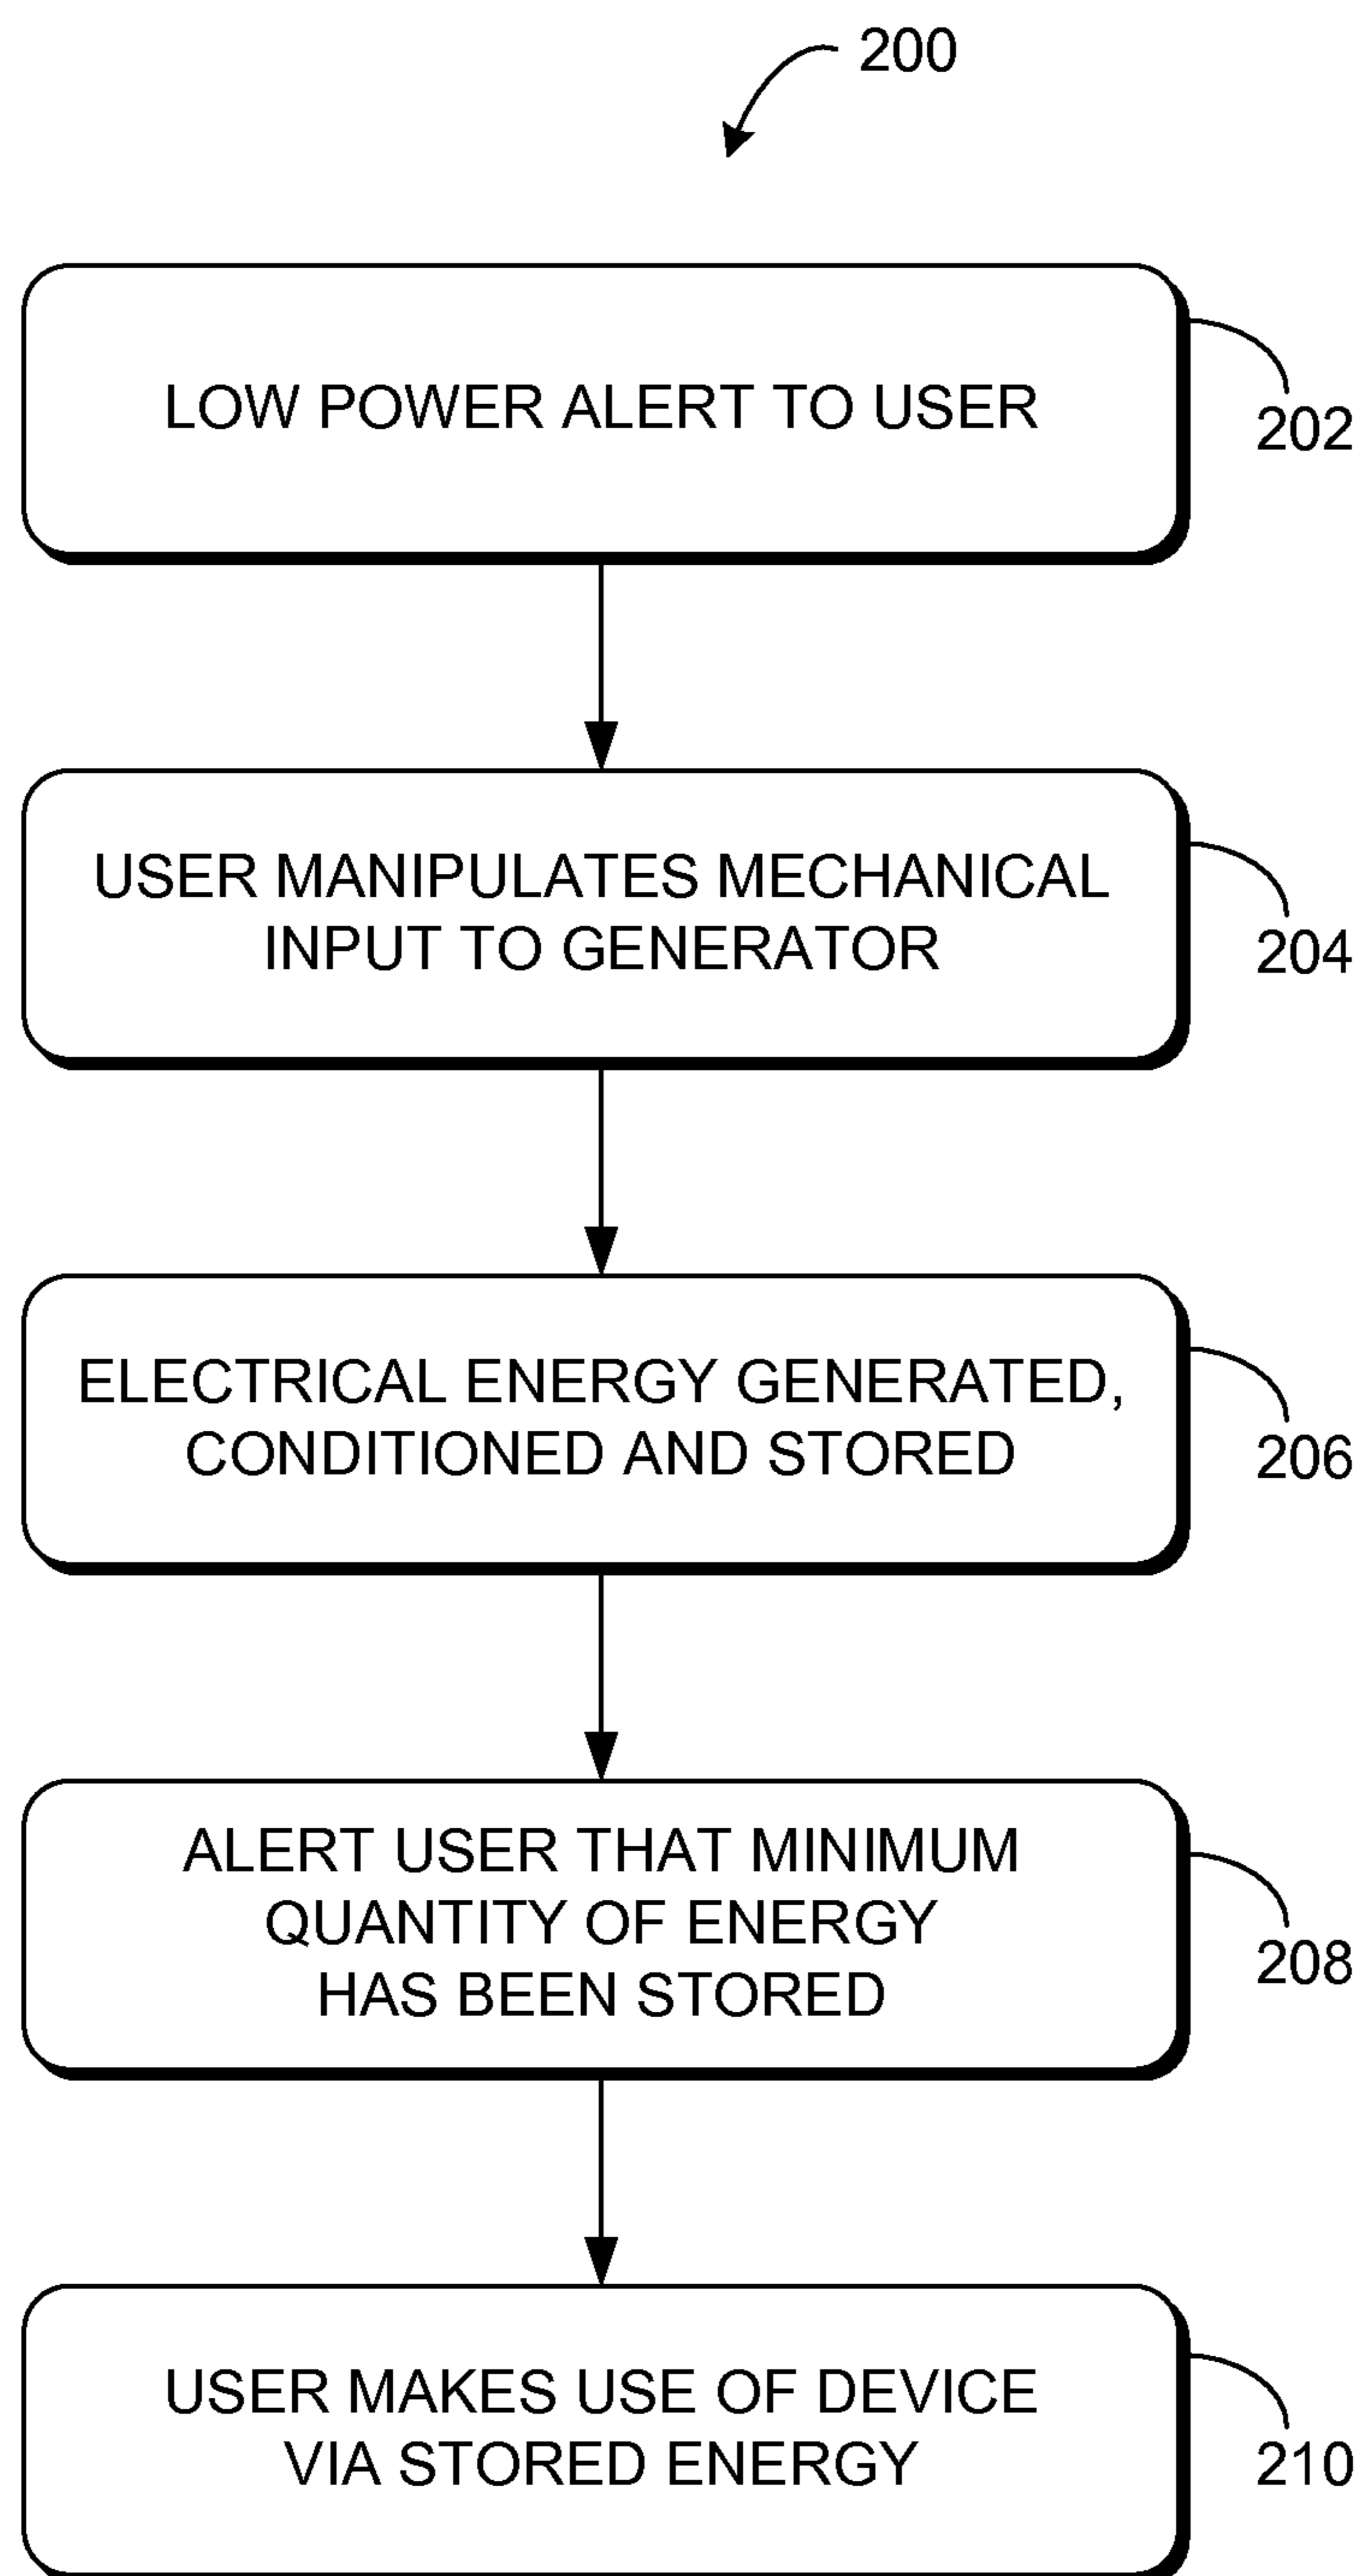 200
LOW POWER ALERT TO USER
202
USER MANIPULATES MECHANICAL
INPUT TO GENERATOR
204
ELECTRICAL ENERGY GENERATED,
CONDITIONED AND STORED
206
ALERT USER THAT MINIMUM
QUANTITY OF ENERGY
HAS BEEN STORED
208
USER MAKES USE OF DEVICE
VIA STORED ENERGY
210